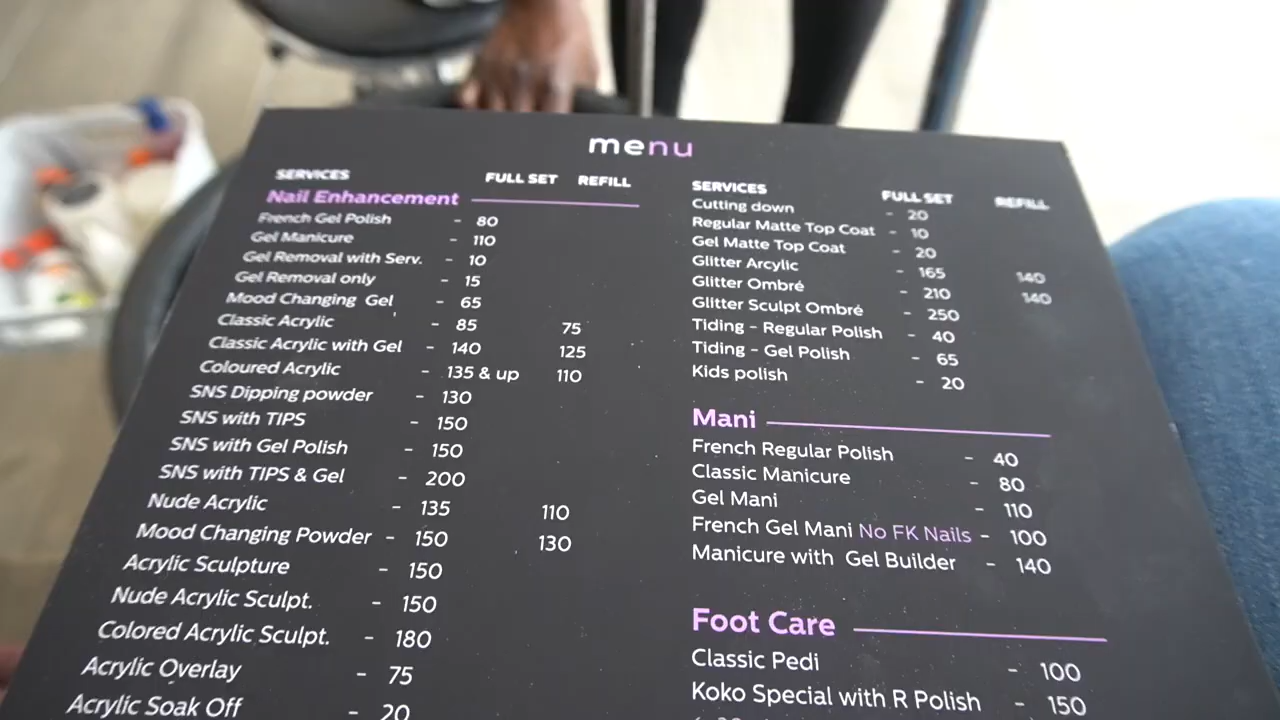 menu
SERVICES FULL SET REFILL
Nail Enhancement
French Gel Polish - 80
Gel Manicure - 110
Gel Removal with Serv. - 10
Gel Removal only - 15
Mood Changing Gel - 65
Classic Acrylic - 85 75
Classic Acrylic with Gel - 140 125
Coloured Acrylic - 135 & up 110
SNS Dipping powder - 130
SNS with TIPS - 150
SNS with Gel Polish - 150
SNS with TIPS & Gel - 200
Nude Acrylic - 135 110
Mood Changing Powder - 150 130
Acrylic Sculpture - 150
Nude Acrylic Sculpt. - 150
Colored Acrylic Sculpt. - 180
Acrylic Overlay - 75
Acrylic Soak Off - 20
SERVICES FULL SET REFILL
Cutting down - 20
Regular Matte Top Coat - 10
Gel Matte Top Coat - 20
Glitter Arcylic - 165 140
Glitter Ombré - 210 140
Glitter Sculpt Ombré - 250
Tiding - Regular Polish - 40
Tiding - Gel Polish - 65
Kids polish - 20
Mani
French Regular Polish - 40
Classic Manicure - 80
Gel Mani - 110
French Gel Mani No FK Nails - 100
Manicure with Gel Builder - 140
Foot Care
Classic Pedi - 100
Koko Special with R Polish - 150